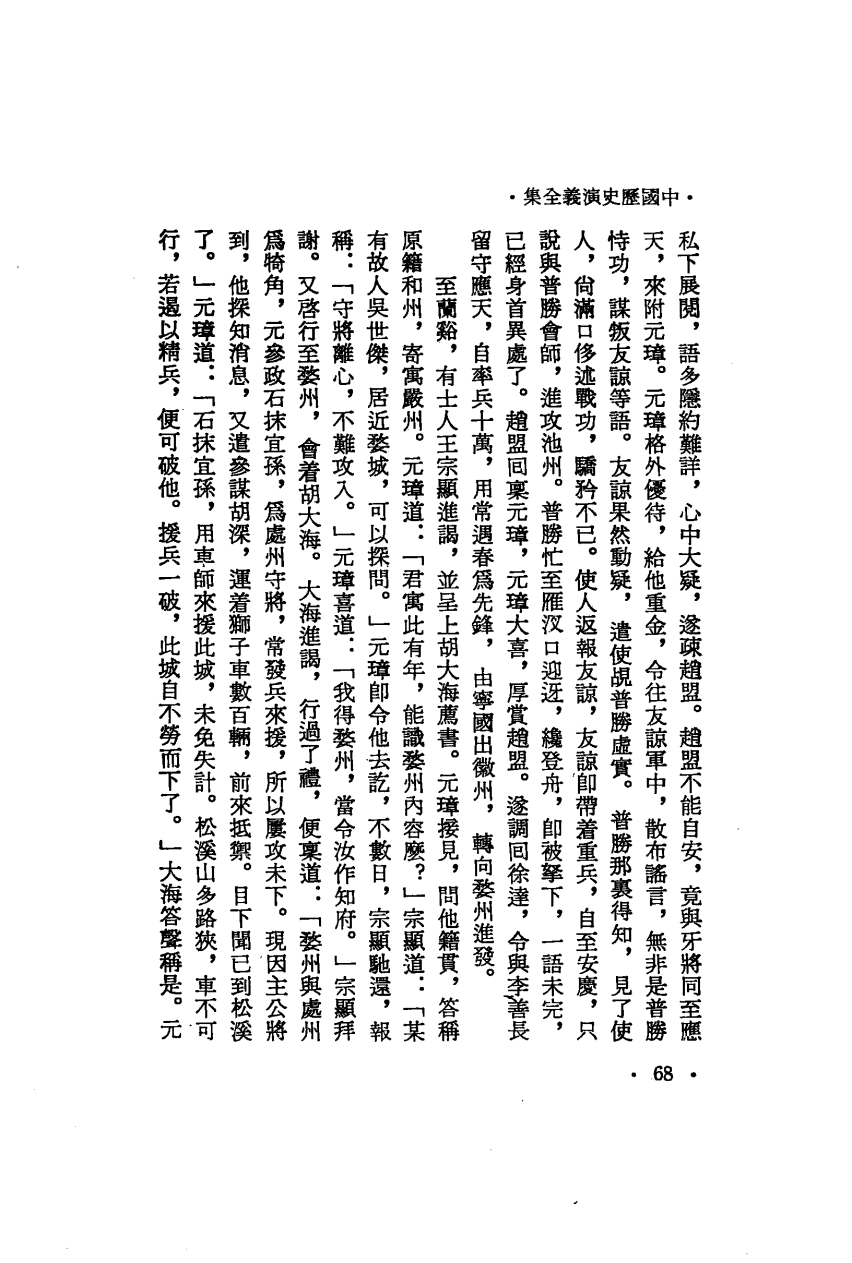 ·中國歷史演義全集·
私下展閱，語多隱約難詳，心中大疑，遂疎趙盟。趙盟不能自安，竟與牙將同至應
天，來附元璋。元璋格外優待，給他重金，令往友諒軍中，散布謠言，無非是普勝
恃功，謀叛友諒等語。友諒果然動疑，遣使覘普勝虛實。普勝那裏得知，見了使
人，尙滿口侈述戰功，驕矜不已。使人返報友諒，友諒卽帶着重兵，自至安慶，只
說與普勝會師，進攻池州。普勝忙至雁汊口迎迓，纔登舟，卽被拏下，一語未完，
已經身首異處了。趙盟囘稟元璋，元璋大喜，厚賞趙盟。遂調囘徐達，令與李善長
留守應天，自率兵十萬，用常遇春爲先鋒，由寧國出徽州，轉向婺州進發。
至蘭谿，有士人王宗顯進謁，並呈上胡大海薦書。元璋接見，問他籍貫，答稱
原籍和州，寄寓嚴州。元璋道：「君寓此有年，能識婺州內容麼？」宗顯道：「某
有故人吳世傑，居近婺城，可以探問。」元璋卽令他去訖，不數日，宗顯馳還，報
稱：「守將離心，不難攻入。」元璋喜道：「我得婺州，當令汝作知府。」宗顯拜
謝。又啓行至婺州，會着胡大海。大海進謁，行過了禮，便稟道：「婺州與處州
爲犄角，元參政石抹宜孫，爲處州守將，常發兵來援，所以屢攻未下。現因主公將
到，他探知消息，又遣參謀胡深，運着獅子車數百輛，前來抵禦。目下聞已到松溪
了。」元璋道：「石抹宜孫，用車師來援此城，未免失計。松溪山多路狹，車不可
行，若遏以精兵，便可破他。援兵一破，此城自不勞而下了。」大海答聲稱是。元
·68·